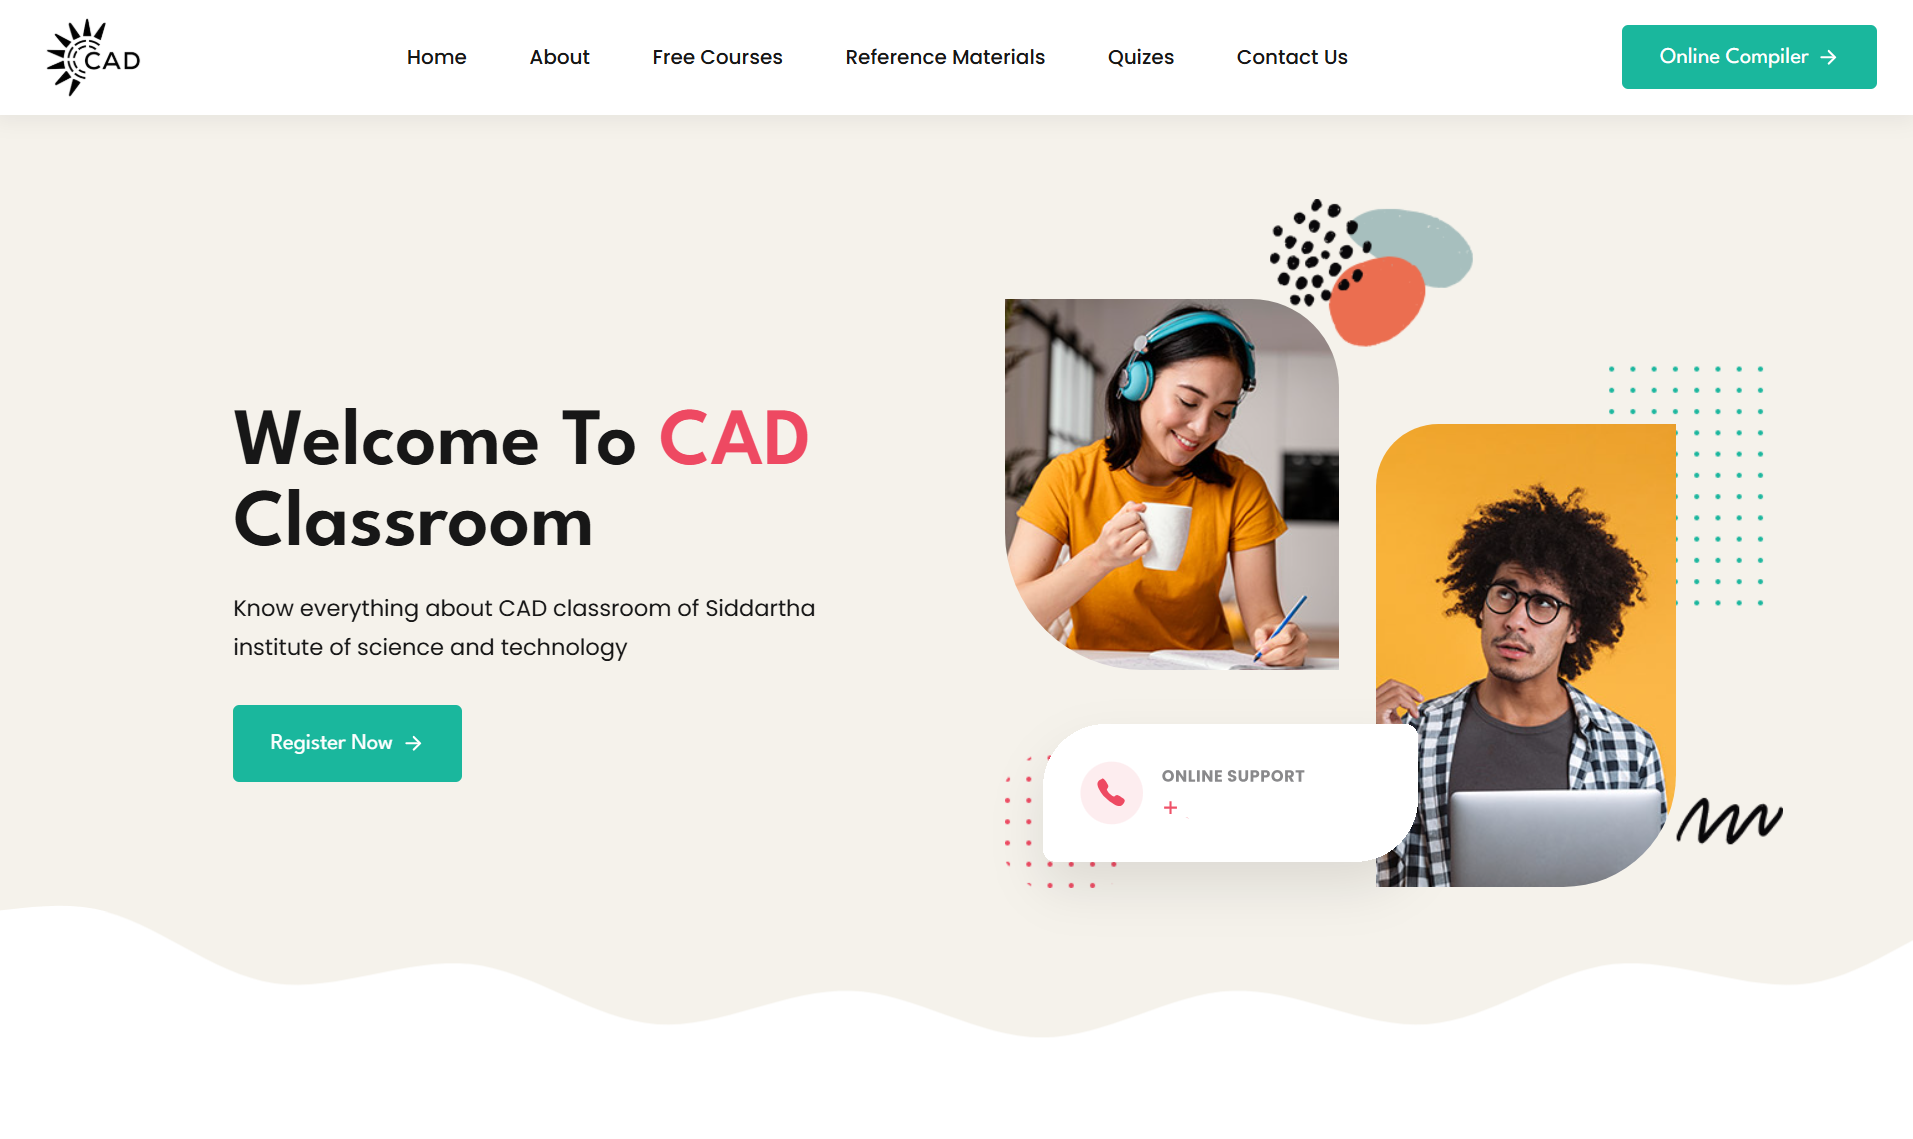 CAD
Home
About
Free Courses
Reference Materials
Quizes
Contact Us
Online Compiler
Welcome To CAD
Classroom
Know everything about CAD classroom of Siddartha
institute of science and technology
Register Now
ONLINE SUPPORT
+